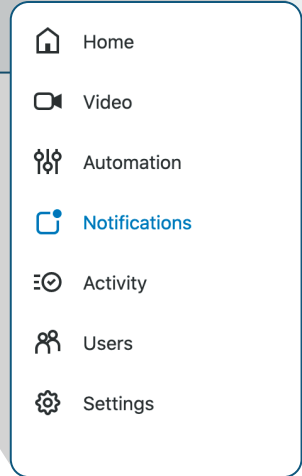 Home
Video
Automation
Notifications
Activity
Users
Settings